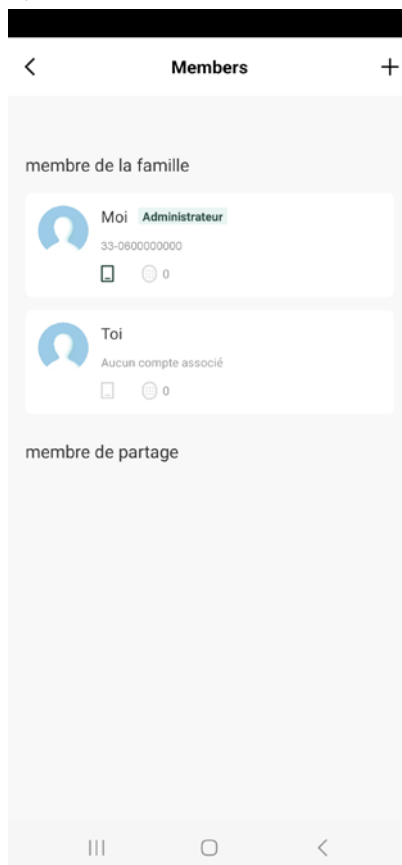 Members
membre de la famille
Moi Administrateur
33-0600000000
0
Toi
Aucun compte associé
0
membre de partage